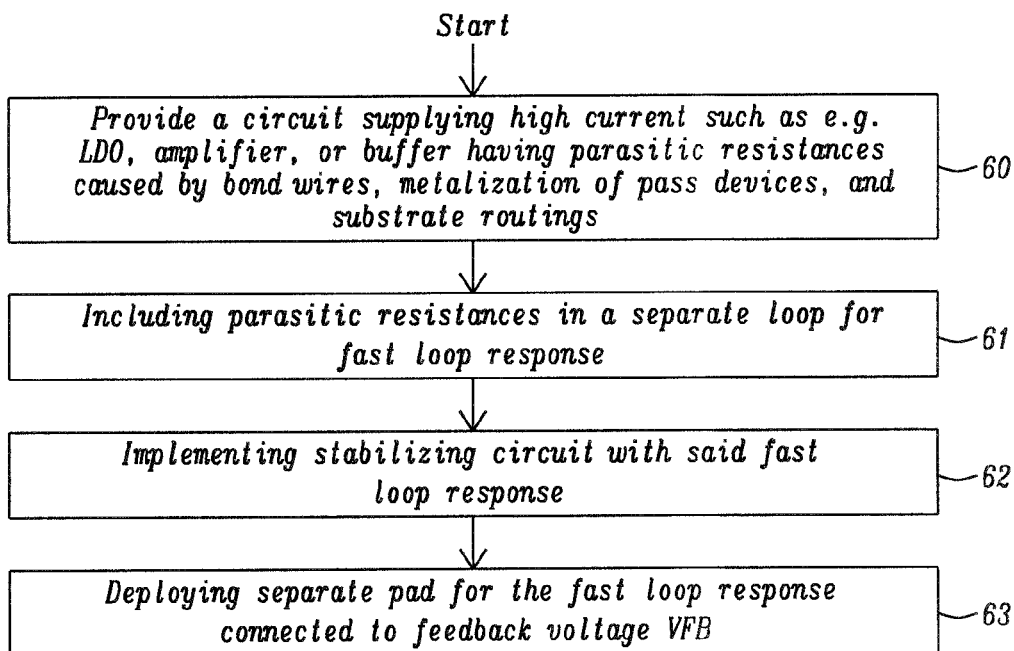 Start
Provide a circuit supplying high current such as e.g.
LDO, amplifier, or buffer having parasitic resistances
caused by bond wires, metalization of pass devices, and
substrate routings
60
Including parasitic resistances in a separate loop for
fast loop response
61
Implementing stabilizing circuit with said fast
loop response
62
Deploying separate pad for the fast loop response
connected to feedback voltage VFB
63